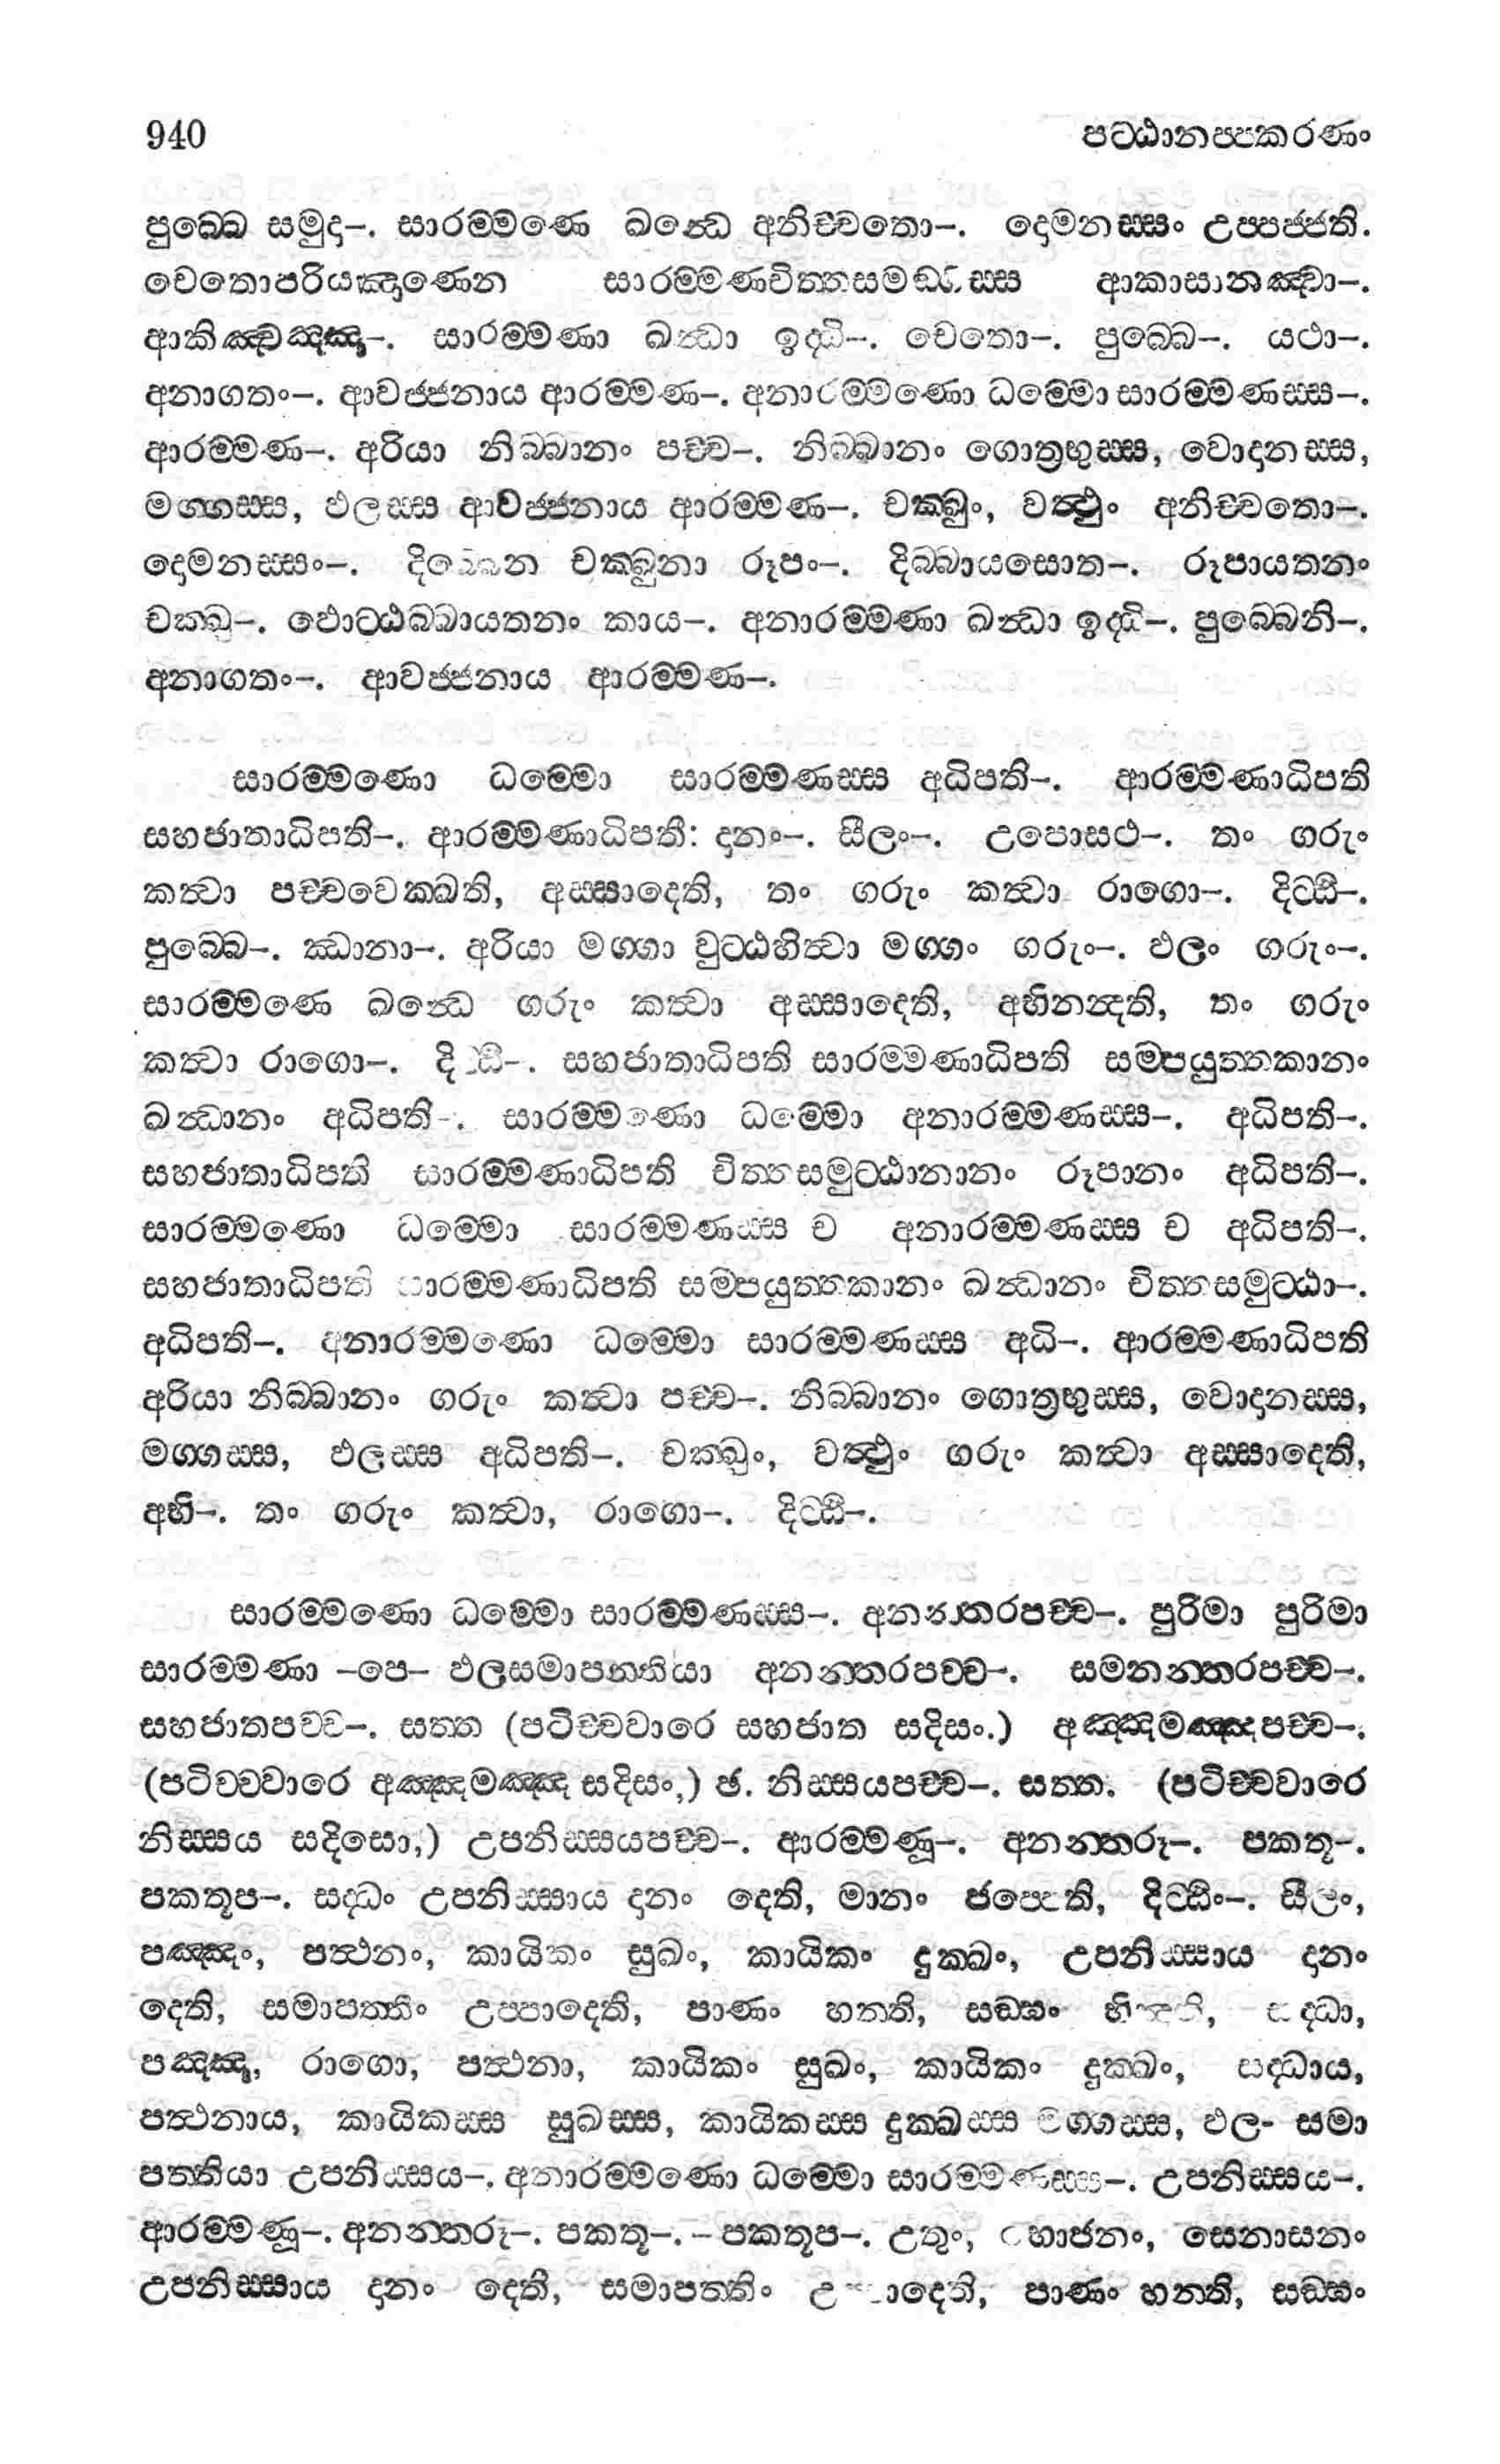 940 පට්ඨානප්පකරණං
පුබ්බෙ සමුදා–. සාරම්මණෙ ඛන්ධෙ අනිච්චතො–. දොමනස්සං උප්පජ්ජති.
චෙතොපරියඤාණෙන සාරම්මණචිත්තසමඞ්ගිස්ස ආකාසානඤ්චා–.
ආකිඤ්චඤ්ඤා–. සාරම්මණා ඛන්ධා ඉද්ධි–. චෙතො–. පුබ්බෙ–. යථා–.
අනාගතං–. ආවජ්ජනාය ආරම්මණ–. අනාරම්මණො ධම්මො සාරම්මණස්ස–.
ආරම්මණ–. අරියා නිබ්බානං පච්ච–. නිබ්බානං ගොත්‍රභුස්ස, වොදානස්ස,
මග්ගස්ස, ඵලස්ස ආවජ්ජනාය ආරම්මණ–. චක්ඛුං, වත්ථුං අනිච්චතො–.
දොමනස්සං–. දිබ්බෙන චක්ඛුනා රූපං–. දිබ්බායසොත–. රූපායතනං
චක්ඛු–. ඵොට්ඨබ්බායතනං කාය–. අනාරම්මණා ඛන්ධා ඉද්ධි–. පුබ්බෙනි–.
අනාගතං–. ආවජ්ජනාය ආරම්මණ–.
සාරම්මණො ධම්මො සාරම්මණස්ස අධිපති–. ආරම්මණාධිපති
සහජාතාධිපති–. ආරම්මණාධිපතී: දානං–. සීලං–. උපොසථ–. තං ගරුං
කත්වා පච්චවෙක්ඛති, අස්සාදෙති, තං ගරුං කත්වා රාගො–. දිට්ඨි–.
පුබ්බෙ–. ඣානා–. අරියා මග්ගා වුට්ඨහිත්වා මග්ගං ගරුං–. ඵලං ගරුං–.
සාරම්මණෙ ඛන්ධෙ ගරුං කත්වා අස්සාදෙති, අභිනන්දති, තං ගරුං
කත්වා රාගො–. දිට්ඨි–. සහජාතාධිපති සාරම්මණාධිපති සම්පයුත්තකානං
ඛන්ධානං අධිපති–. සාරම්මණො ධම්මො අනාරම්මණස්ස–. අධිපති–.
සහජාතාධිපති සාරම්මණාධිපති චිත්තසමුට්ඨානානං රූපානං අධිපති–.
සාරම්මණො ධම්මො සාරම්මණස්ස ච අනාරම්මණස්ස ච අධිපති–.
සහජාතාධිපති සාරම්මණාධිපති සම්පයුත්තකානං ඛන්ධානං චිත්තසමුට්ඨා–.
අධිපති–. අනාරම්මණො ධම්මො සාරම්මණස්ස අධි–. ආරම්මණාධිපති
අරියා නිබ්බානං ගරුං කත්වා පච්ච–. නිබ්බානං ගොත්‍රභුස්ස, වොදානස්ස,
මග්ගස්ස, ඵලස්ස අධිපති–. චක්ඛුං, වත්ථුං ගරුං කත්වා අස්සාදෙති,
අභි–. තං ගරුං කත්වා, රාගො–. දිට්ඨි–.
සාරම්මණො ධම්මො සාරම්මණස්ස–. අනන්තරපච්ච–. පුරිමා පුරිමා
සාරම්මණා –පෙ– ඵලසමාපත්තියා අනන්තරපච්ච–. සමනන්තරපච්ච–.
සහජාතපච්ච–. සත්ත (පටිච්චවාරෙ සහජාත සදිසං.) අඤ්ඤමඤ්ඤපච්ච–.
(පටිච්චවාරෙ අඤ්ඤමඤ්ඤ සදිසං,) ඡ. නිස්සයපච්ච–. සත්ත. (පටිච්චවාරෙ
නිස්සය සදිසො,) උපනිස්සයපච්ච–. ආරම්මණූ–. අනන්තරූ–. පකතූ–.
පකතූප–. සද්ධං උපනිස්සාය දානං දෙති, මානං ජප්පෙති, දිට්ඨිං–. සීලං,
පඤ්ඤං, පත්ථනං, කායිකං සුඛං, කායිකං දුක්ඛං, උපනිස්සාය දානං
දෙති, සමාපත්තිං උප්පාදෙති, පාණං හනති, සඞ්ඝං භින්දති, සද්ධා,
පඤ්ඤා, රාගො, පත්ථනා, කායිකං සුඛං, කායිකං දුක්ඛං, සද්ධාය,
පත්ථනාය, කායිකස්ස සුඛස්ස, කායිකස්ස දුක්ඛස්ස මග්ගස්ස, ඵල- සමා
පත්තියා උපනිස්සය–. අනාරම්මණො ධම්මො සාරම්මණස්ස–. උපනිස්සය–.
ආරම්මණූ–. අනන්තරූ–. පකතූ–. – පකතූප–. උතුං, භොජනං, සෙනාසනං
උපනිස්සාය දානං දෙති, සමාපත්තිං උප්පාදෙති, පාණං හනති, සඞ්ඝං